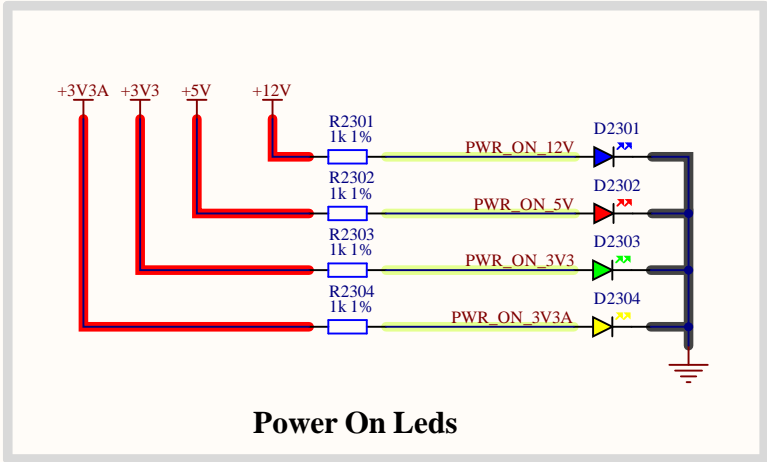 +3V3A +3V3 +5V +12V
R2301
1k 1%
PWR_ON_12V
D2301
R2302
1k 1%
PWR_ON_5V
D2302
R2303
1k 1%
PWR_ON_3V3
D2303
R2304
1k 1%
PWR_ON_3V3A
D2304
Power On Leds